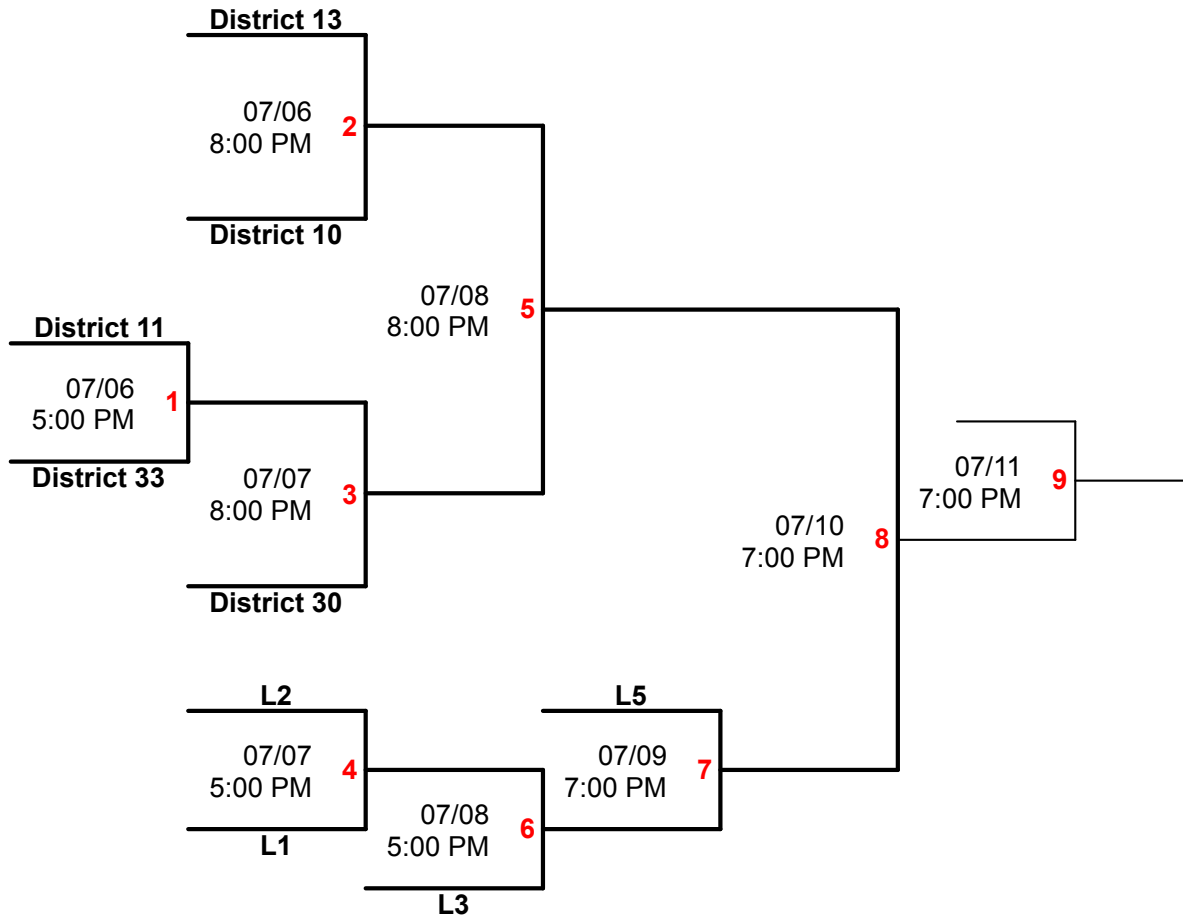 District 13
07/06
8:00 PM
2
District 10
07/08
8:00 PM
5
District 11
07/06
5:00 PM
1
District 33
07/07
8:00 PM
3
District 30
07/11
7:00 PM
9
07/10
7:00 PM
8
L2
07/07
5:00 PM
4
L1
L5
07/09
7:00 PM
7
07/08
5:00 PM
6
L3